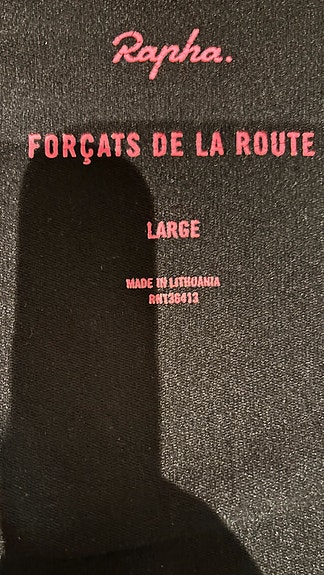 Rapha.
FORÇATS DE LA ROUTE
LARGE
MADE IN LITHUANIA
RN136413